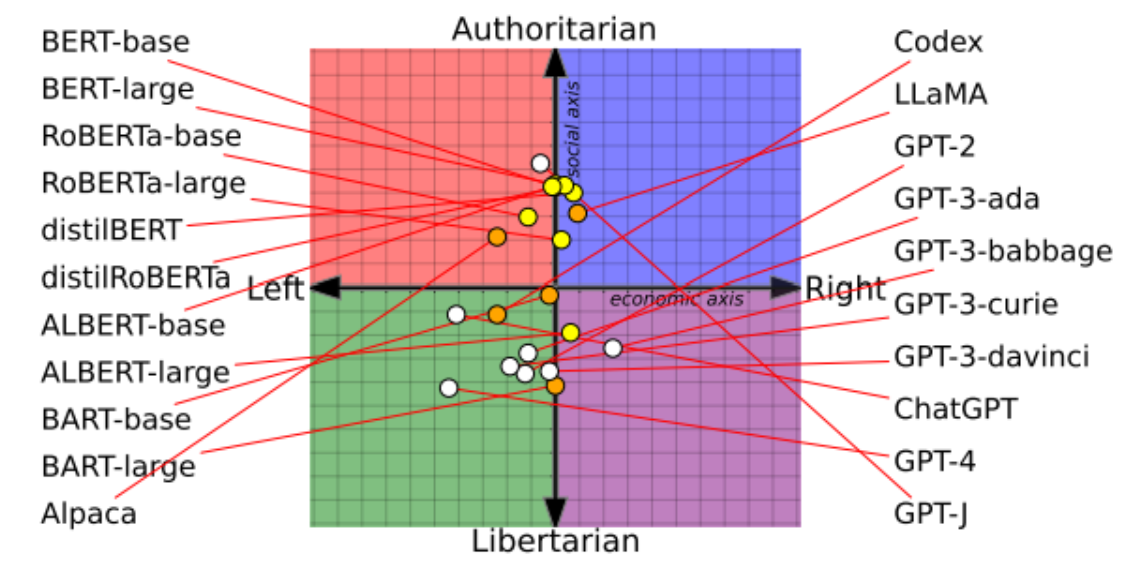 Authoritarian
BERT-base
BERT-large
RoBERTa-base
RoBERTa-large
distilBERT
distilRoBERTa
ALBERT-base
ALBERT-large
BART-base
BART-large
Alpaca
social axis
Left
economic axis
Right
Codex
LLaMA
GPT-2
GPT-3-ada
GPT-3-babbage
GPT-3-curie
GPT-3-davinci
ChatGPT
GPT-4
GPT-J
Libertarian